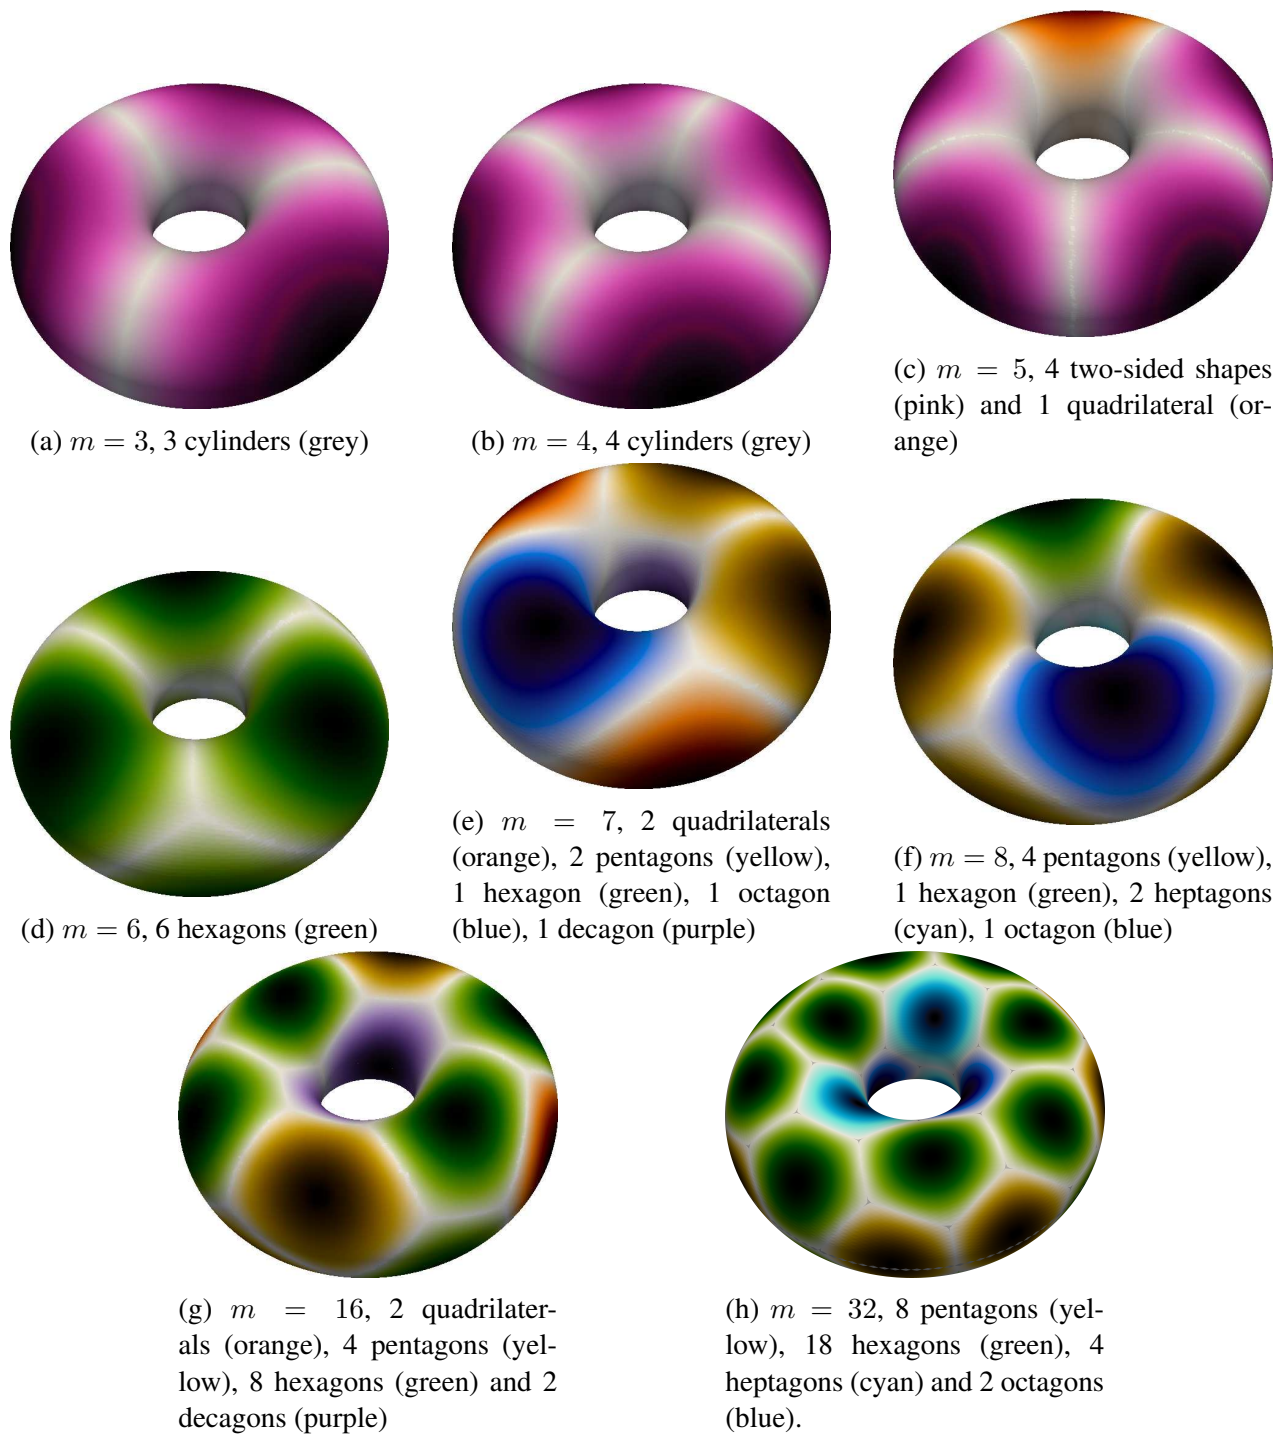 (a) m = 3, 3 cylinders (grey)
(b) m = 4, 4 cylinders (grey)
(c) m = 5, 4 two-sided shapes
(pink) and 1 quadrilateral (or-
ange)
(d) m = 6, 6 hexagons (green)
(e) m = 7, 2 quadrilaterals
(orange), 2 pentagons (yellow),
1 hexagon (green), 1 octagon
(blue), 1 decagon (purple)
(f) m = 8, 4 pentagons (yellow),
1 hexagon (green), 2 heptagons
(cyan), 1 octagon (blue)
(g) m = 16, 2 quadrilater-
als (orange), 4 pentagons (yel-
low), 8 hexagons (green) and 2
decagons (purple)
(h) m = 32, 8 pentagons (yel-
low), 18 hexagons (green), 4
heptagons (cyan) and 2 octagons
(blue).